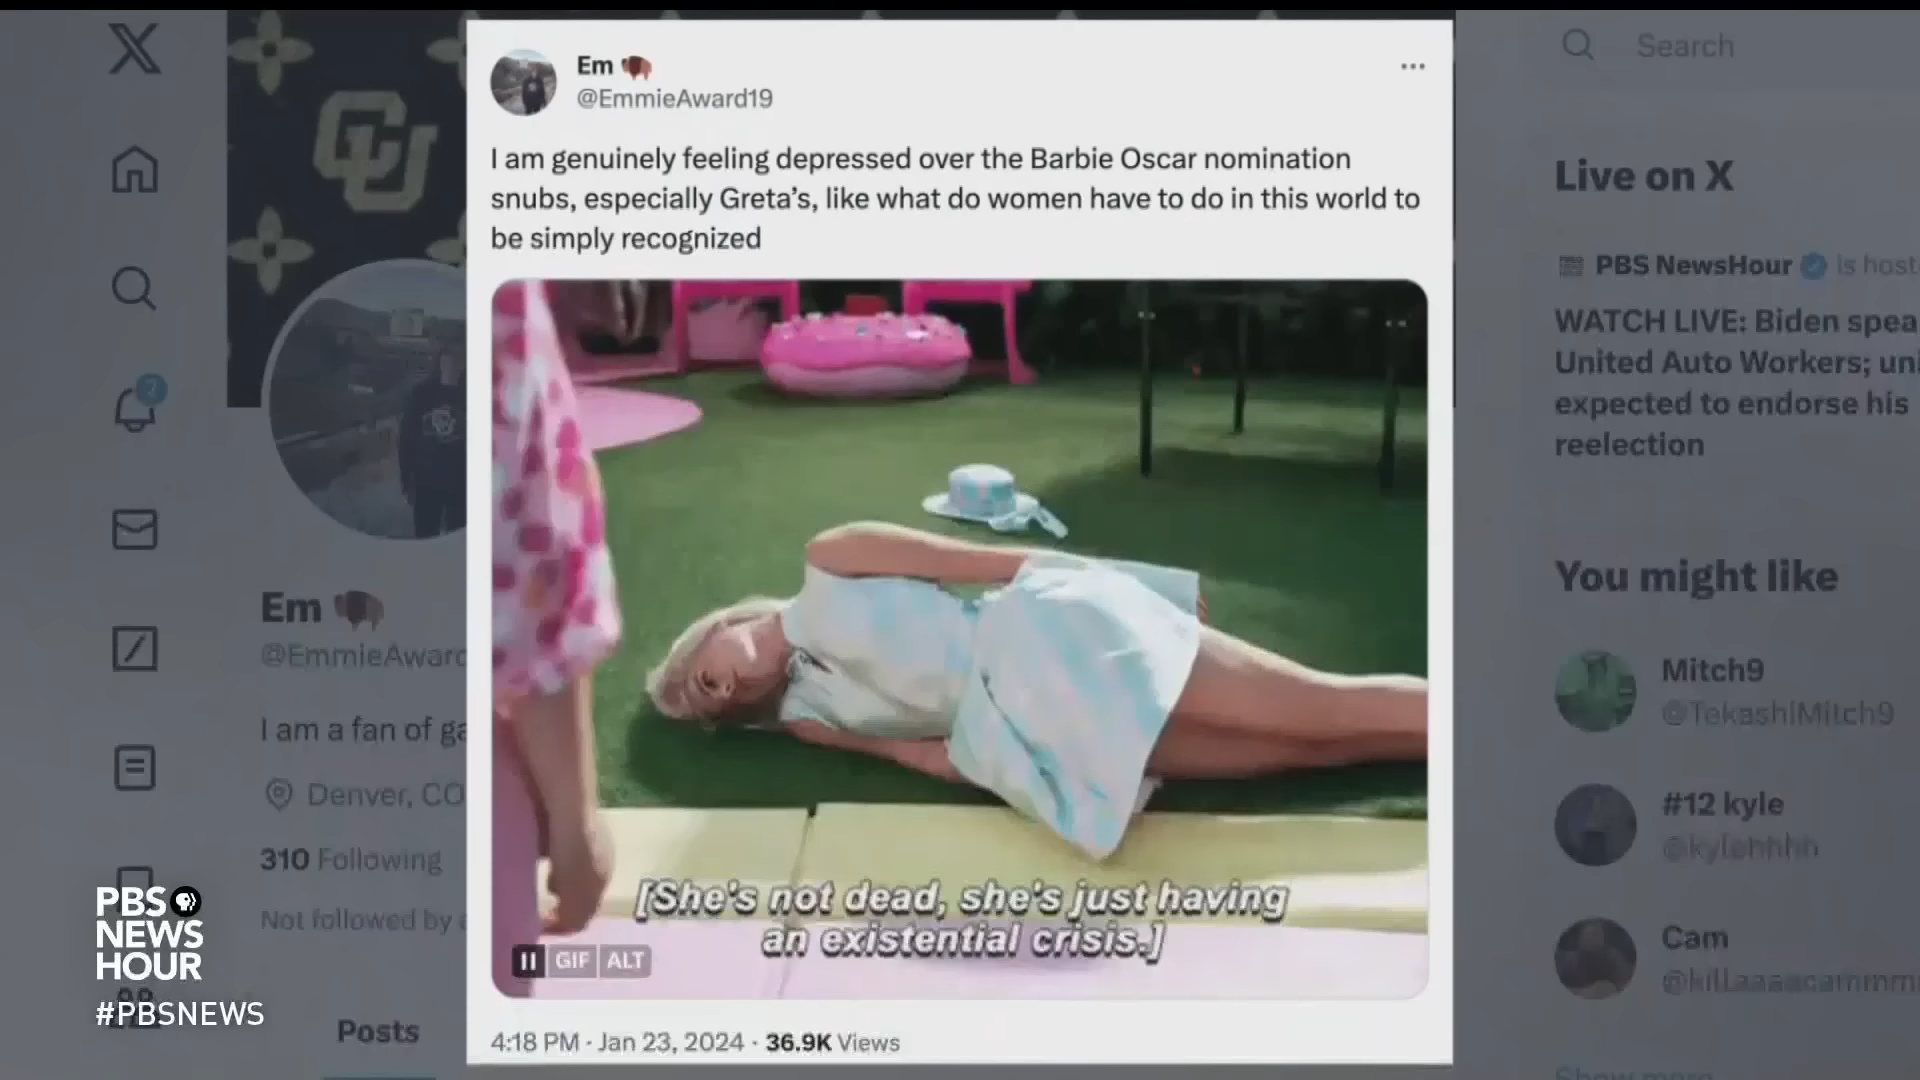 Em
@EmmieAward19
I am genuinely feeling depressed over the Barbie Oscar nomination
snubs, especially Greta’s, like what do women have to do in this world to
be simply recognized
[She's not dead, she's just having
an existential crisis.]
GIF ALT
4:18 PM · Jan 23, 2024 · 36.9K Views
CU
2
Em
@EmmieAward
I am a fan of ga
Denver, CO
310 Following
Not followed by
Posts
PBS
NEWS
HOUR
#PBSNEWS
Search
Live on X
PBS NewsHour is host
WATCH LIVE: Biden spea
United Auto Workers; un
expected to endorse his
reelection
You might like
Mitch9
@TekashiMitch9
#12 kyle
@kylehhhh
Cam
@killaaaacammm
Show more